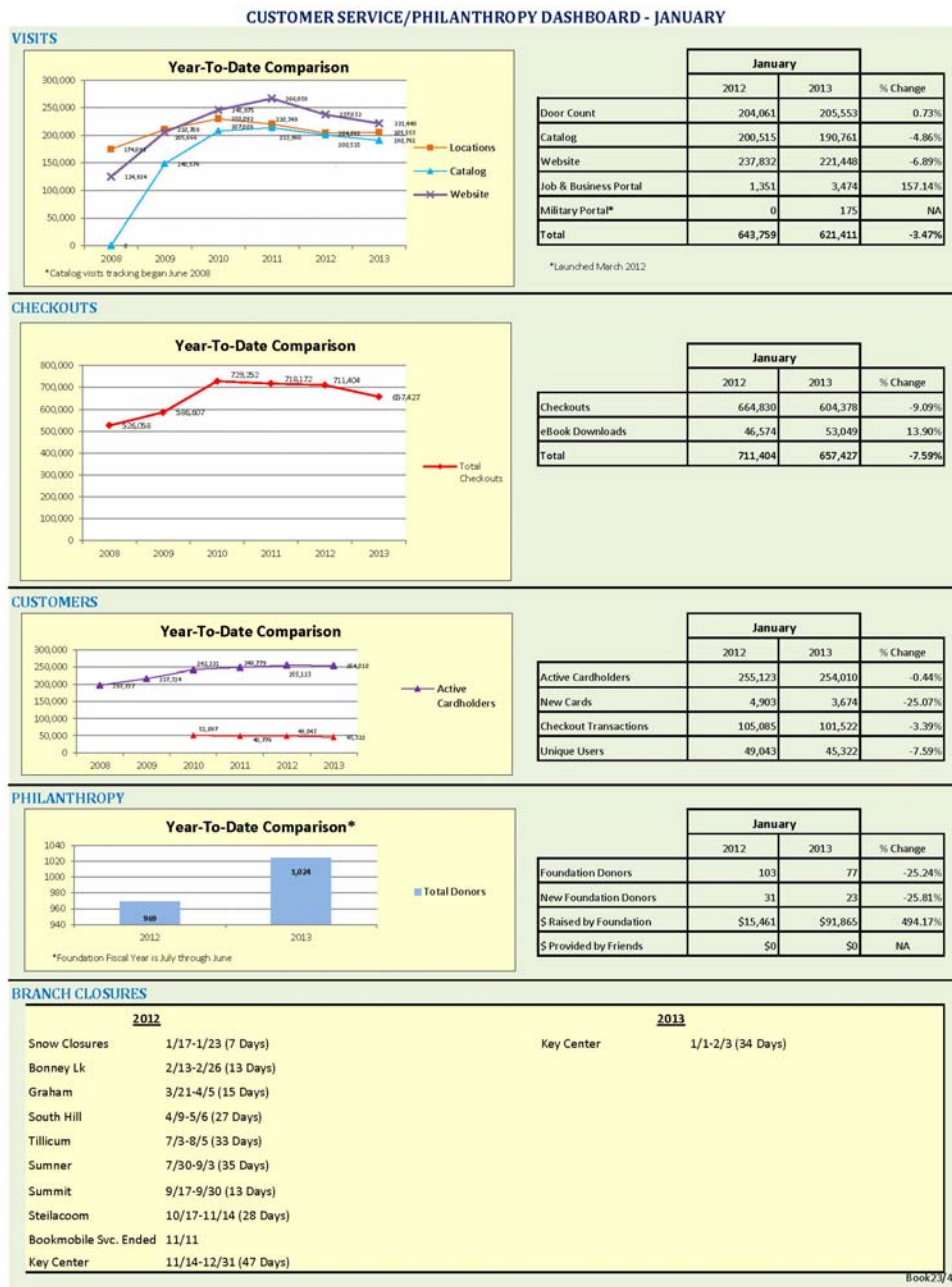 CUSTOMER SERVICE/PHILANTHROPY DASHBOARD - JANUARY
VISITS
Year-To-Date Comparison
300,000
250,000
200,000
150,000
100,000
50,000
0
2008 2009 2010 2011 2012 2013
Locations
Catalog
Website
*Catalog visits tracking began June 2008
January
2012 2013 % Change
Door Count 204,061 205,553 0.73%
Catalog 200,515 190,761 -4.86%
Website 237,832 221,448 -6.89%
Job & Business Portal 1,351 3,474 157.14%
Military Portal* 0 175 NA
Total 643,759 621,411 -3.47%
*Launched March 2012
CHECKOUTS
Year-To-Date Comparison
800,000
700,000
600,000
500,000
400,000
300,000
200,000
100,000
0
526,058 586,607 729,252 718,172 711,404 657,427
2008 2009 2010 2011 2012 2013
Total
Checkouts
January
2012 2013 % Change
Checkouts 664,830 604,378 -9.09%
eBook Downloads 46,574 53,049 13.90%
Total 711,404 657,427 -7.59%
CUSTOMERS
Year-To-Date Comparison
300,000
250,000
200,000
150,000
100,000
50,000
0
2008 2009 2010 2011 2012 2013
Active
Cardholders
January
2012 2013 % Change
Active Cardholders 255,123 254,010 -0.44%
New Cards 4,903 3,674 -25.07%
Checkout Transactions 105,085 101,522 -3.39%
Unique Users 49,043 45,322 -7.59%
PHILANTHROPY
Year-To-Date Comparison*
1040
1020
1000
980
960
940
969 1,024
2012 2013
Total Donors
*Foundation Fiscal Year is July through June
January
2012 2013 % Change
Foundation Donors 103 77 -25.24%
New Foundation Donors 31 23 -25.81%
$ Raised by Foundation $15,461 $91,865 494.17%
$ Provided by Friends $0 $0 NA
BRANCH CLOSURES
2012
Snow Closures 1/17-1/23 (7 Days)
Bonney Lk 2/13-2/26 (13 Days)
Graham 3/21-4/5 (15 Days)
South Hill 4/9-5/6 (27 Days)
Tillicum 7/3-8/5 (33 Days)
Sumner 7/30-9/3 (35 Days)
Summit 9/17-9/30 (13 Days)
Steilacoom 10/17-11/14 (28 Days)
Bookmobile Svc. Ended 11/11
Key Center 11/14-12/31 (47 Days)
2013
Key Center 1/1-2/3 (34 Days)